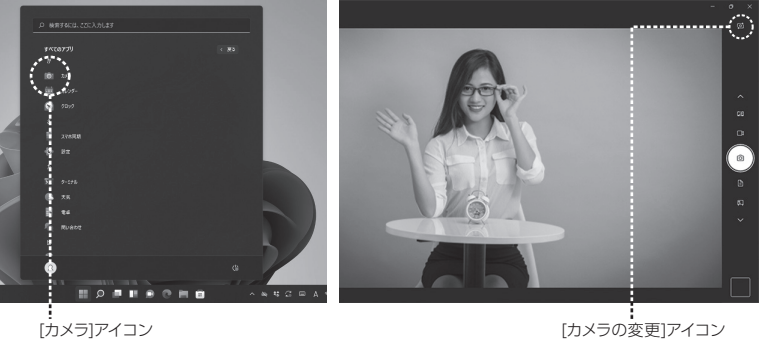 検索するには、ここに入力します
すべてのアプリ
戻る
カメ
カレンダー
クロック
スマホ同期
設定
ターミナル
天気
電卓
問い合わせ
A
[カメラ]アイコン
[カメラの変更]アイコン